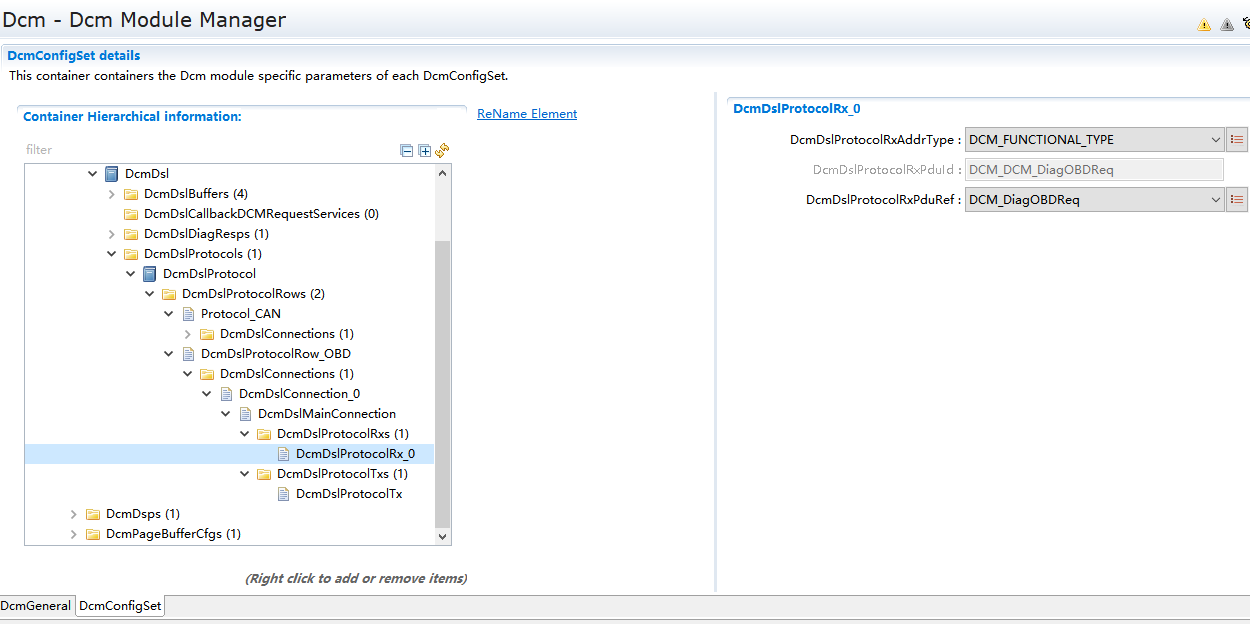 Dcm - Dcm Module Manager
DcmConfigSet details
This container containers the Dcm module specific parameters of each DcmConfigSet.
Container Hierarchical information:
ReName Element
filter
DcmDsl
DcmDslBuffers (4)
DcmDslCallbackDCMRequestServices (0)
DcmDslDiagResps (1)
DcmDslProtocols (1)
DcmDslProtocol
DcmDslProtocolRows (2)
Protocol_CAN
DcmDslConnections (1)
DcmDslProtocolRow_OBD
DcmDslConnections (1)
DcmDslConnection_0
DcmDslMainConnection
DcmDslProtocolRxs (1)
DcmDslProtocolRx_0
DcmDslProtocolTxs (1)
DcmDslProtocolTx
DcmDsps (1)
DcmPageBufferCfgs (1)
(Right click to add or remove items)
DcmDslProtocolRx_0
DcmDslProtocolRxAddrType : DCM_FUNCTIONAL_TYPE
DcmDslProtocolRxPduId : DCM_DCM_DiagOBDReq
DcmDslProtocolRxPduRef : DCM_DiagOBDReq
DcmGeneral DcmConfigSet